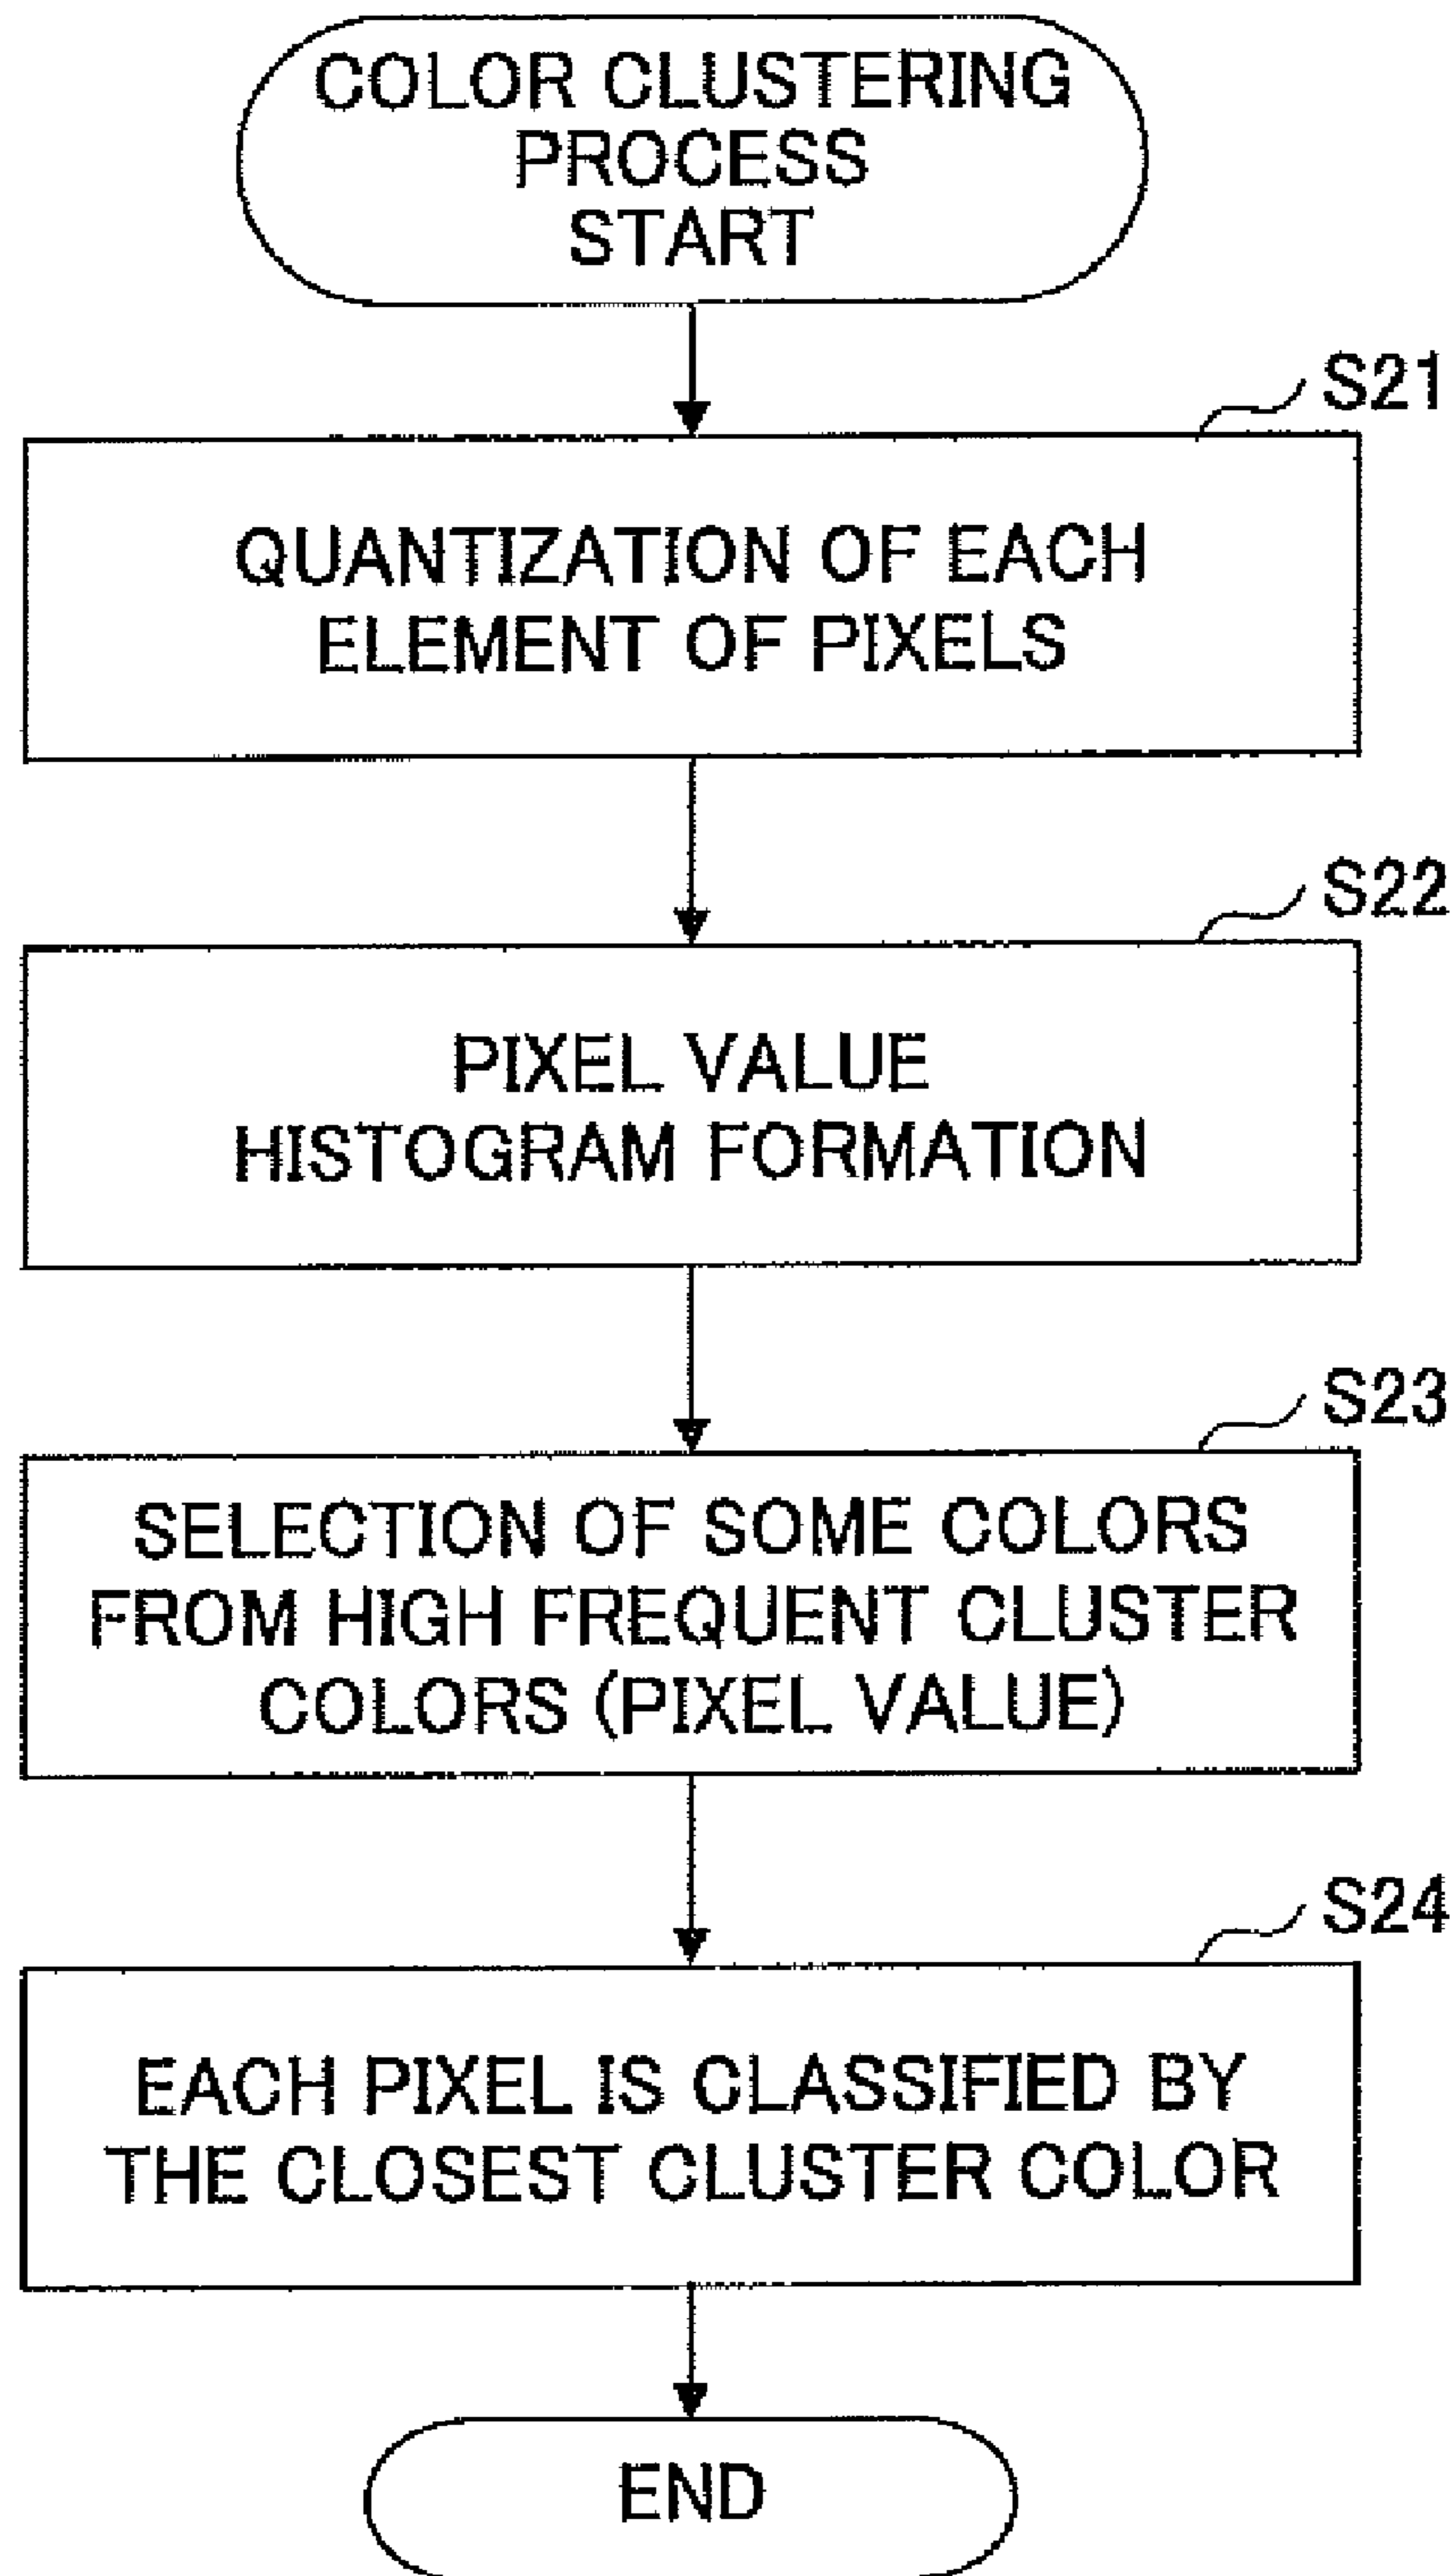 COLOR CLUSTERING
PROCESS
START
S21
QUANTIZATION OF EACH
ELEMENT OF PIXELS
S22
PIXEL VALUE
HISTOGRAM FORMATION
S23
SELECTION OF SOME COLORS
FROM HIGH FREQUENT CLUSTER
COLORS (PIXEL VALUE)
S24
EACH PIXEL IS CLASSIFIED BY
THE CLOSEST CLUSTER COLOR
END